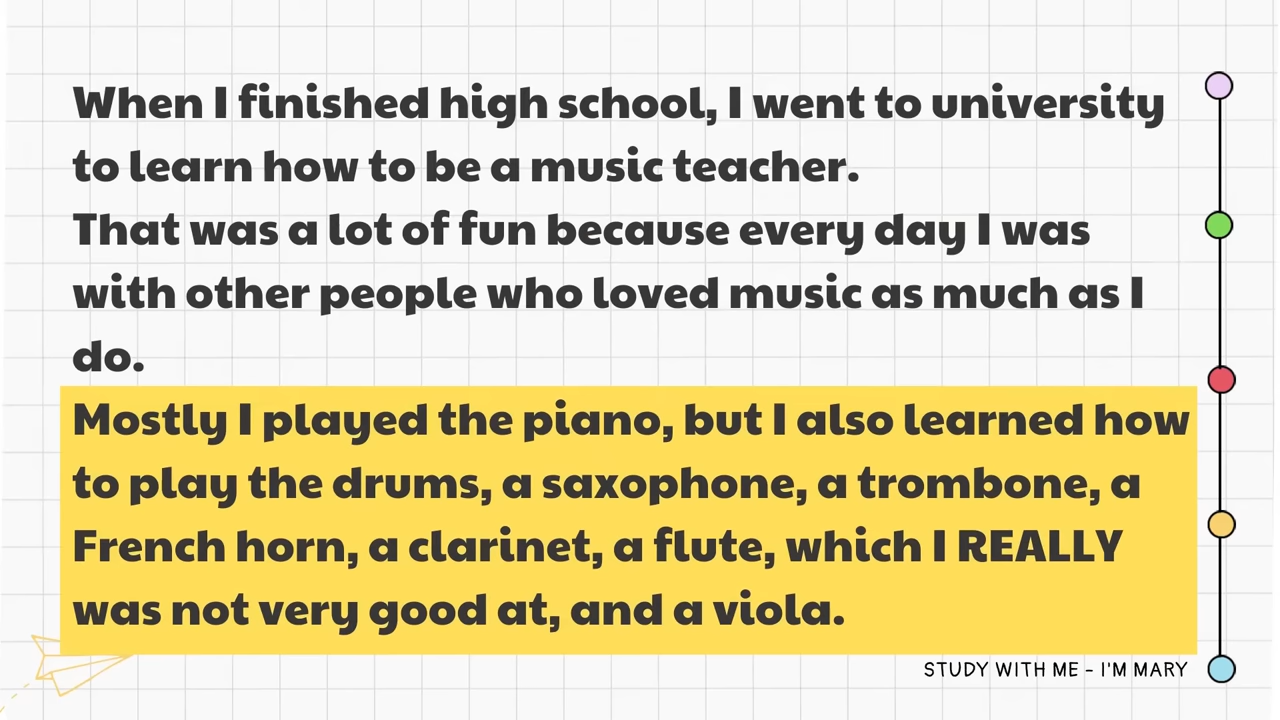 When I finished high school, I went to university
to learn how to be a music teacher.
That was a lot of fun because every day I was
with other people who loved music as much as I
do.
Mostly I played the piano, but I also learned how
to play the drums, a saxophone, a trombone, a
French horn, a clarinet, a flute, which I REALLY
was not very good at, and a viola.
STUDY WITH ME - I'M MARY